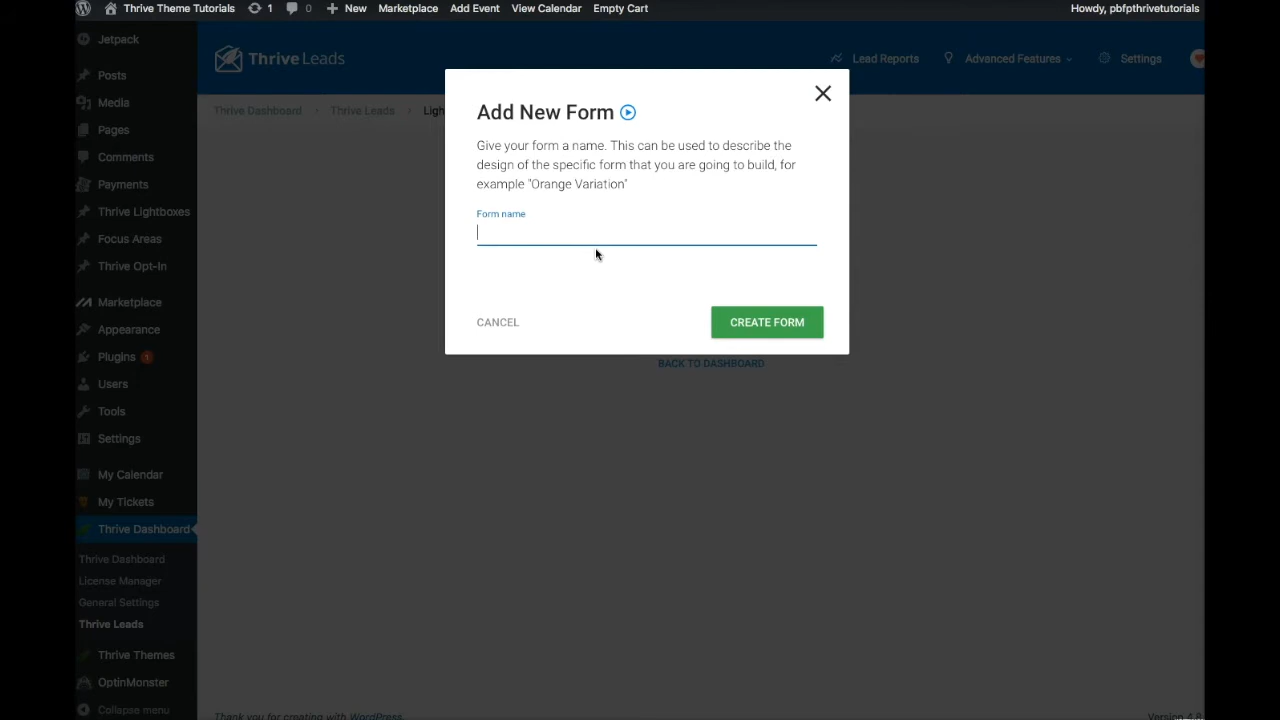 Thrive Theme Tutorials 1 0 New Marketplace Add Event View Calendar Empty Cart Howdy, pbfpthrivetutorials
Jetpack
Posts
Media
Pages
Comments
Payments
Thrive Lightboxes
Focus Areas
Thrive Opt-In
Marketplace
Appearance
Plugins 1
Users
Tools
Settings
My Calendar
My Tickets
Thrive Dashboard
Thrive Dashboard
License Manager
General Settings
Thrive Leads
Thrive Themes
OptinMonster
Collapse menu
Thrive Leads Lead Reports Advanced Features Settings
Thrive Dashboard Thrive Leads Ligh
Add New Form
Give your form a name. This can be used to describe the
design of the specific form that you are going to build, for
example "Orange Variation"
Form name
CANCEL CREATE FORM
BACK TO DASHBOARD
Thank you for creating with WordPress.